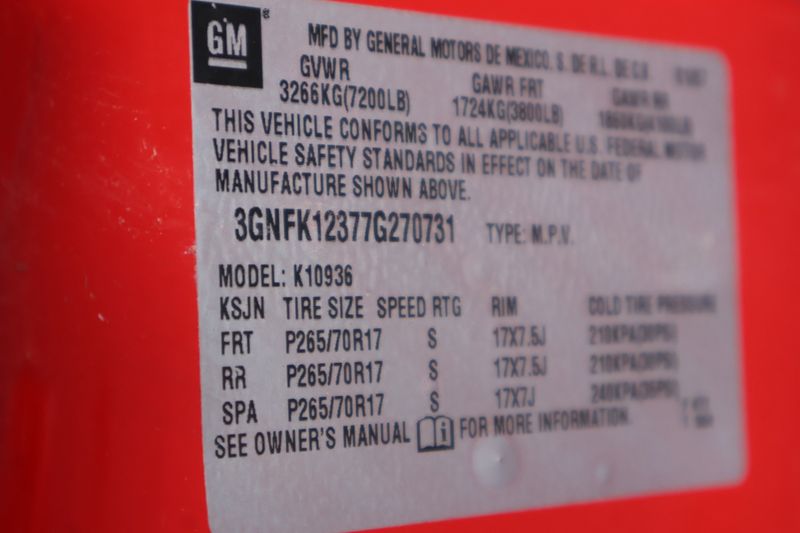 GM
MFD BY GENERAL MOTORS DE MEXICO, S. DE R.L. DE C.V.
GVWR GAWR FRT GAWR RR
3266KG(7200LB) 1724KG(3800LB)
THIS VEHICLE CONFORMS TO ALL APPLICABLE U.S. FEDERAL MOTOR
VEHICLE SAFETY STANDARDS IN EFFECT ON THE DATE OF
MANUFACTURE SHOWN ABOVE.
3GNFK12377G270731 TYPE: M.P.V.
MODEL: K10936
KSJN TIRE SIZE SPEED RTG RIM COLD TIRE PRESSURE
FRT P265/70R17 S 17X7.5J
RR P265/70R17 S 17X7.5J
SPA P265/70R17 S 17X7J
SEE OWNER'S MANUAL FOR MORE INFORMATION.